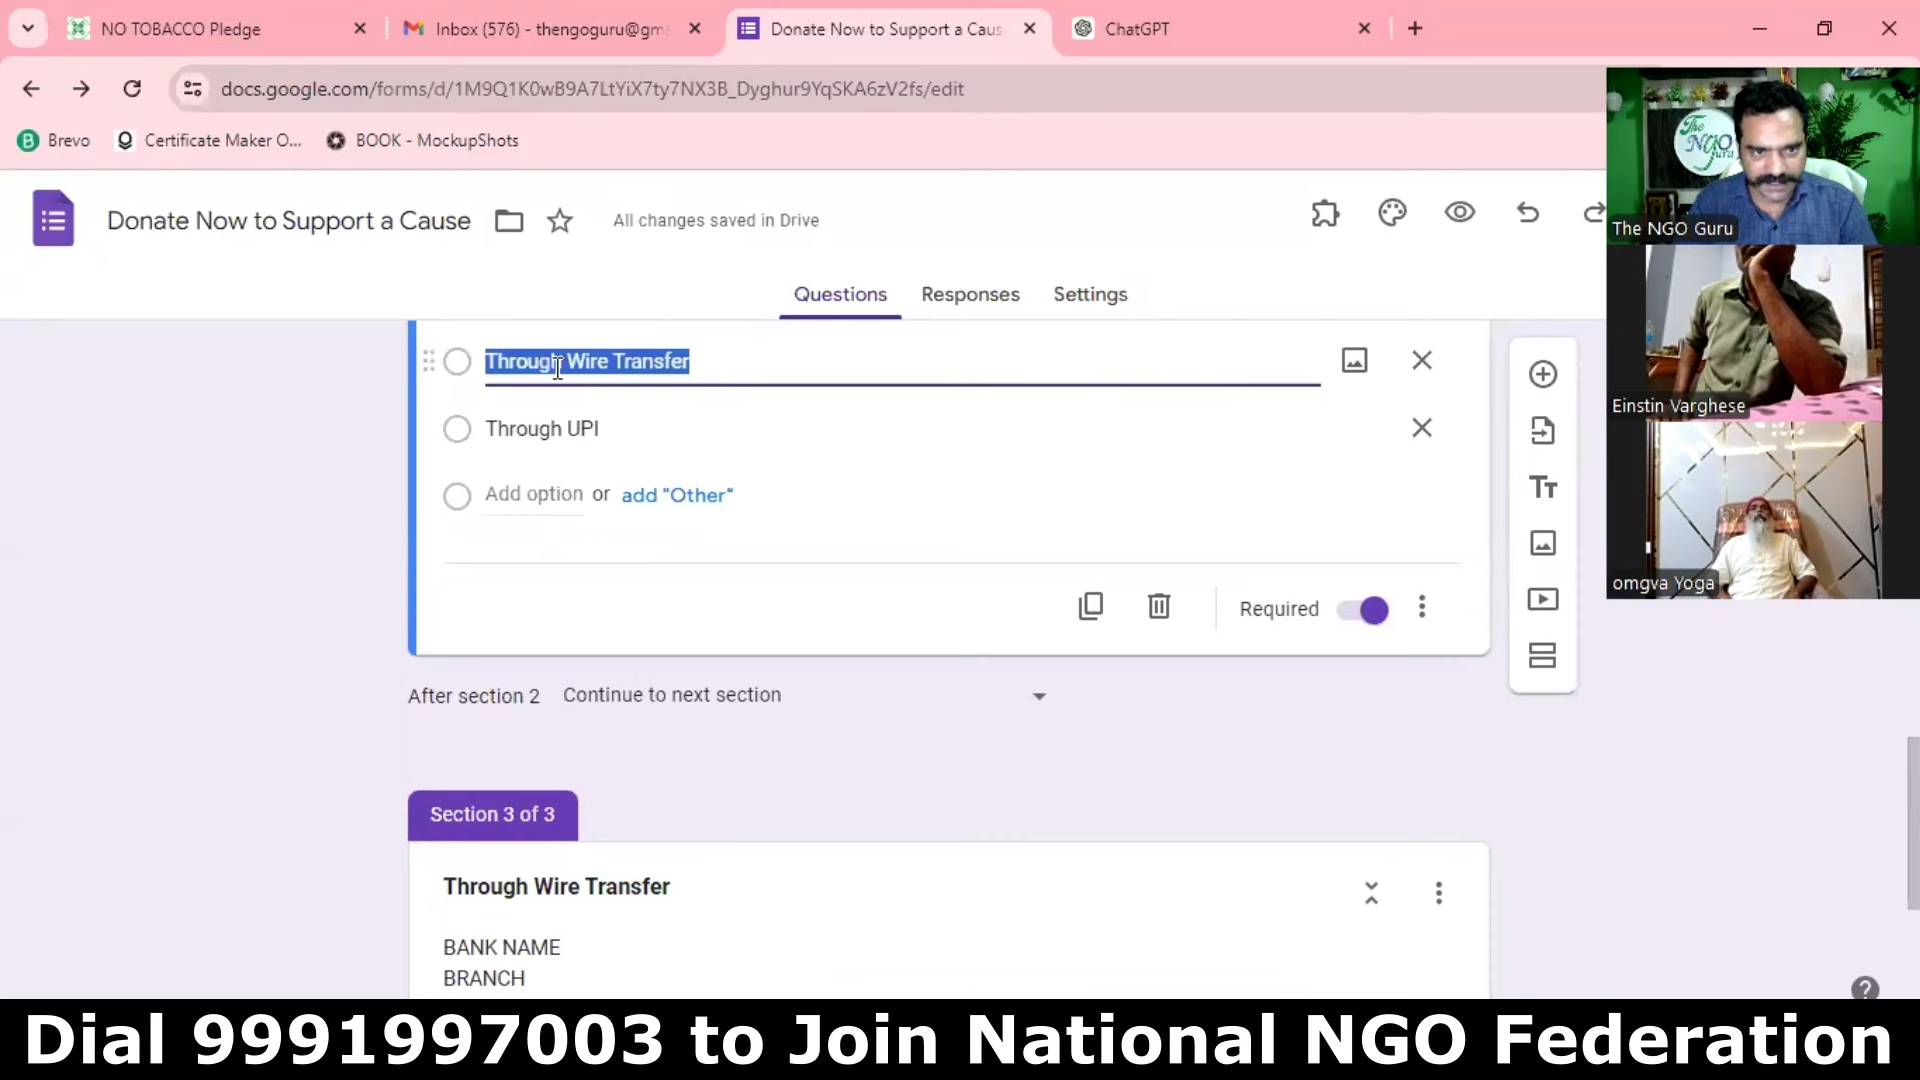 NO TOBACCO Pledge
Inbox (576) - thengoguru@gm
Donate Now to Support a Caus
ChatGPT
docs.google.com/forms/d/1M9Q1K0wB9A7LtYiX7ty7NX3B_Dyghur9YqSKA6zV2fs/edit
Brevo
Certificate Maker O...
BOOK - MockupShots
Donate Now to Support a Cause
All changes saved in Drive
Questions
Responses
Settings
The NGO Guru
The NGO Guru
Einstin Varghese
omgva Yoga
Through Wire Transfer
Through UPI
Add option or add "Other"
Required
After section 2 Continue to next section
Section 3 of 3
Through Wire Transfer
BANK NAME
BRANCH
Dial 9991997003 to Join National NGO Federation